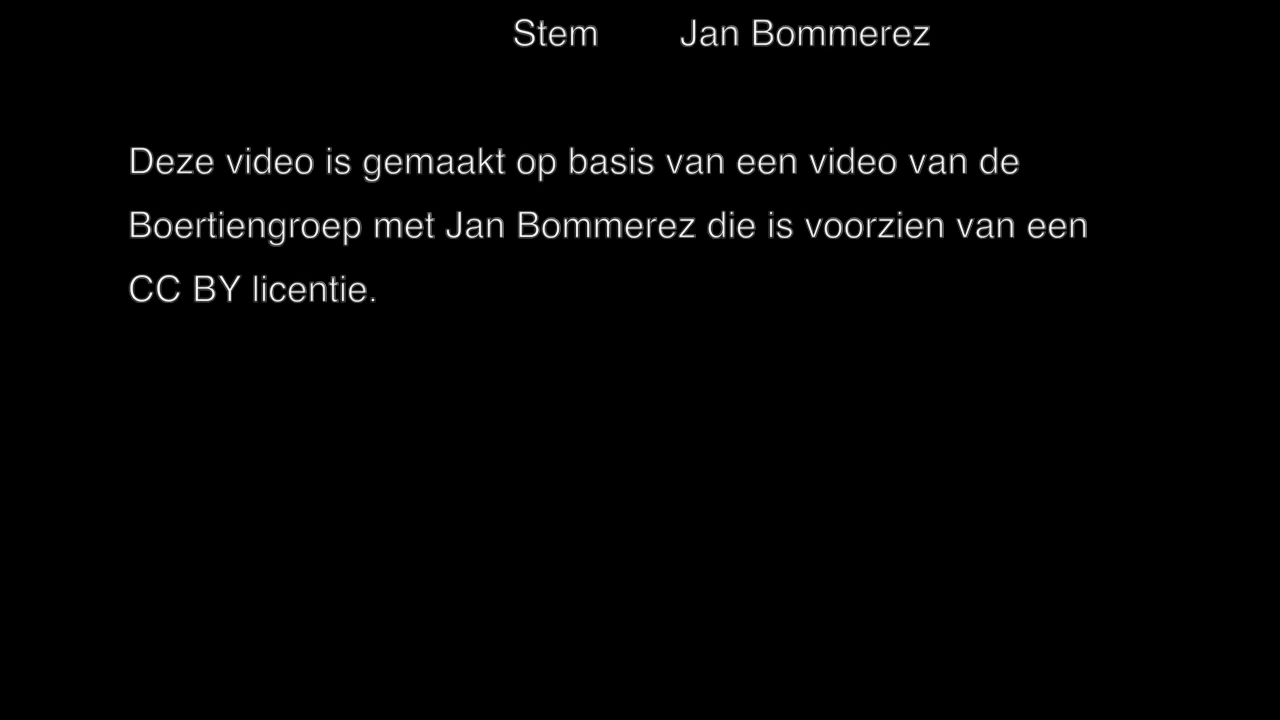 Stem Jan Bommerez
Deze video is gemaakt op basis van een video van de
Boertiengroep met Jan Bommerez die is voorzien van een
CC BY licentie.